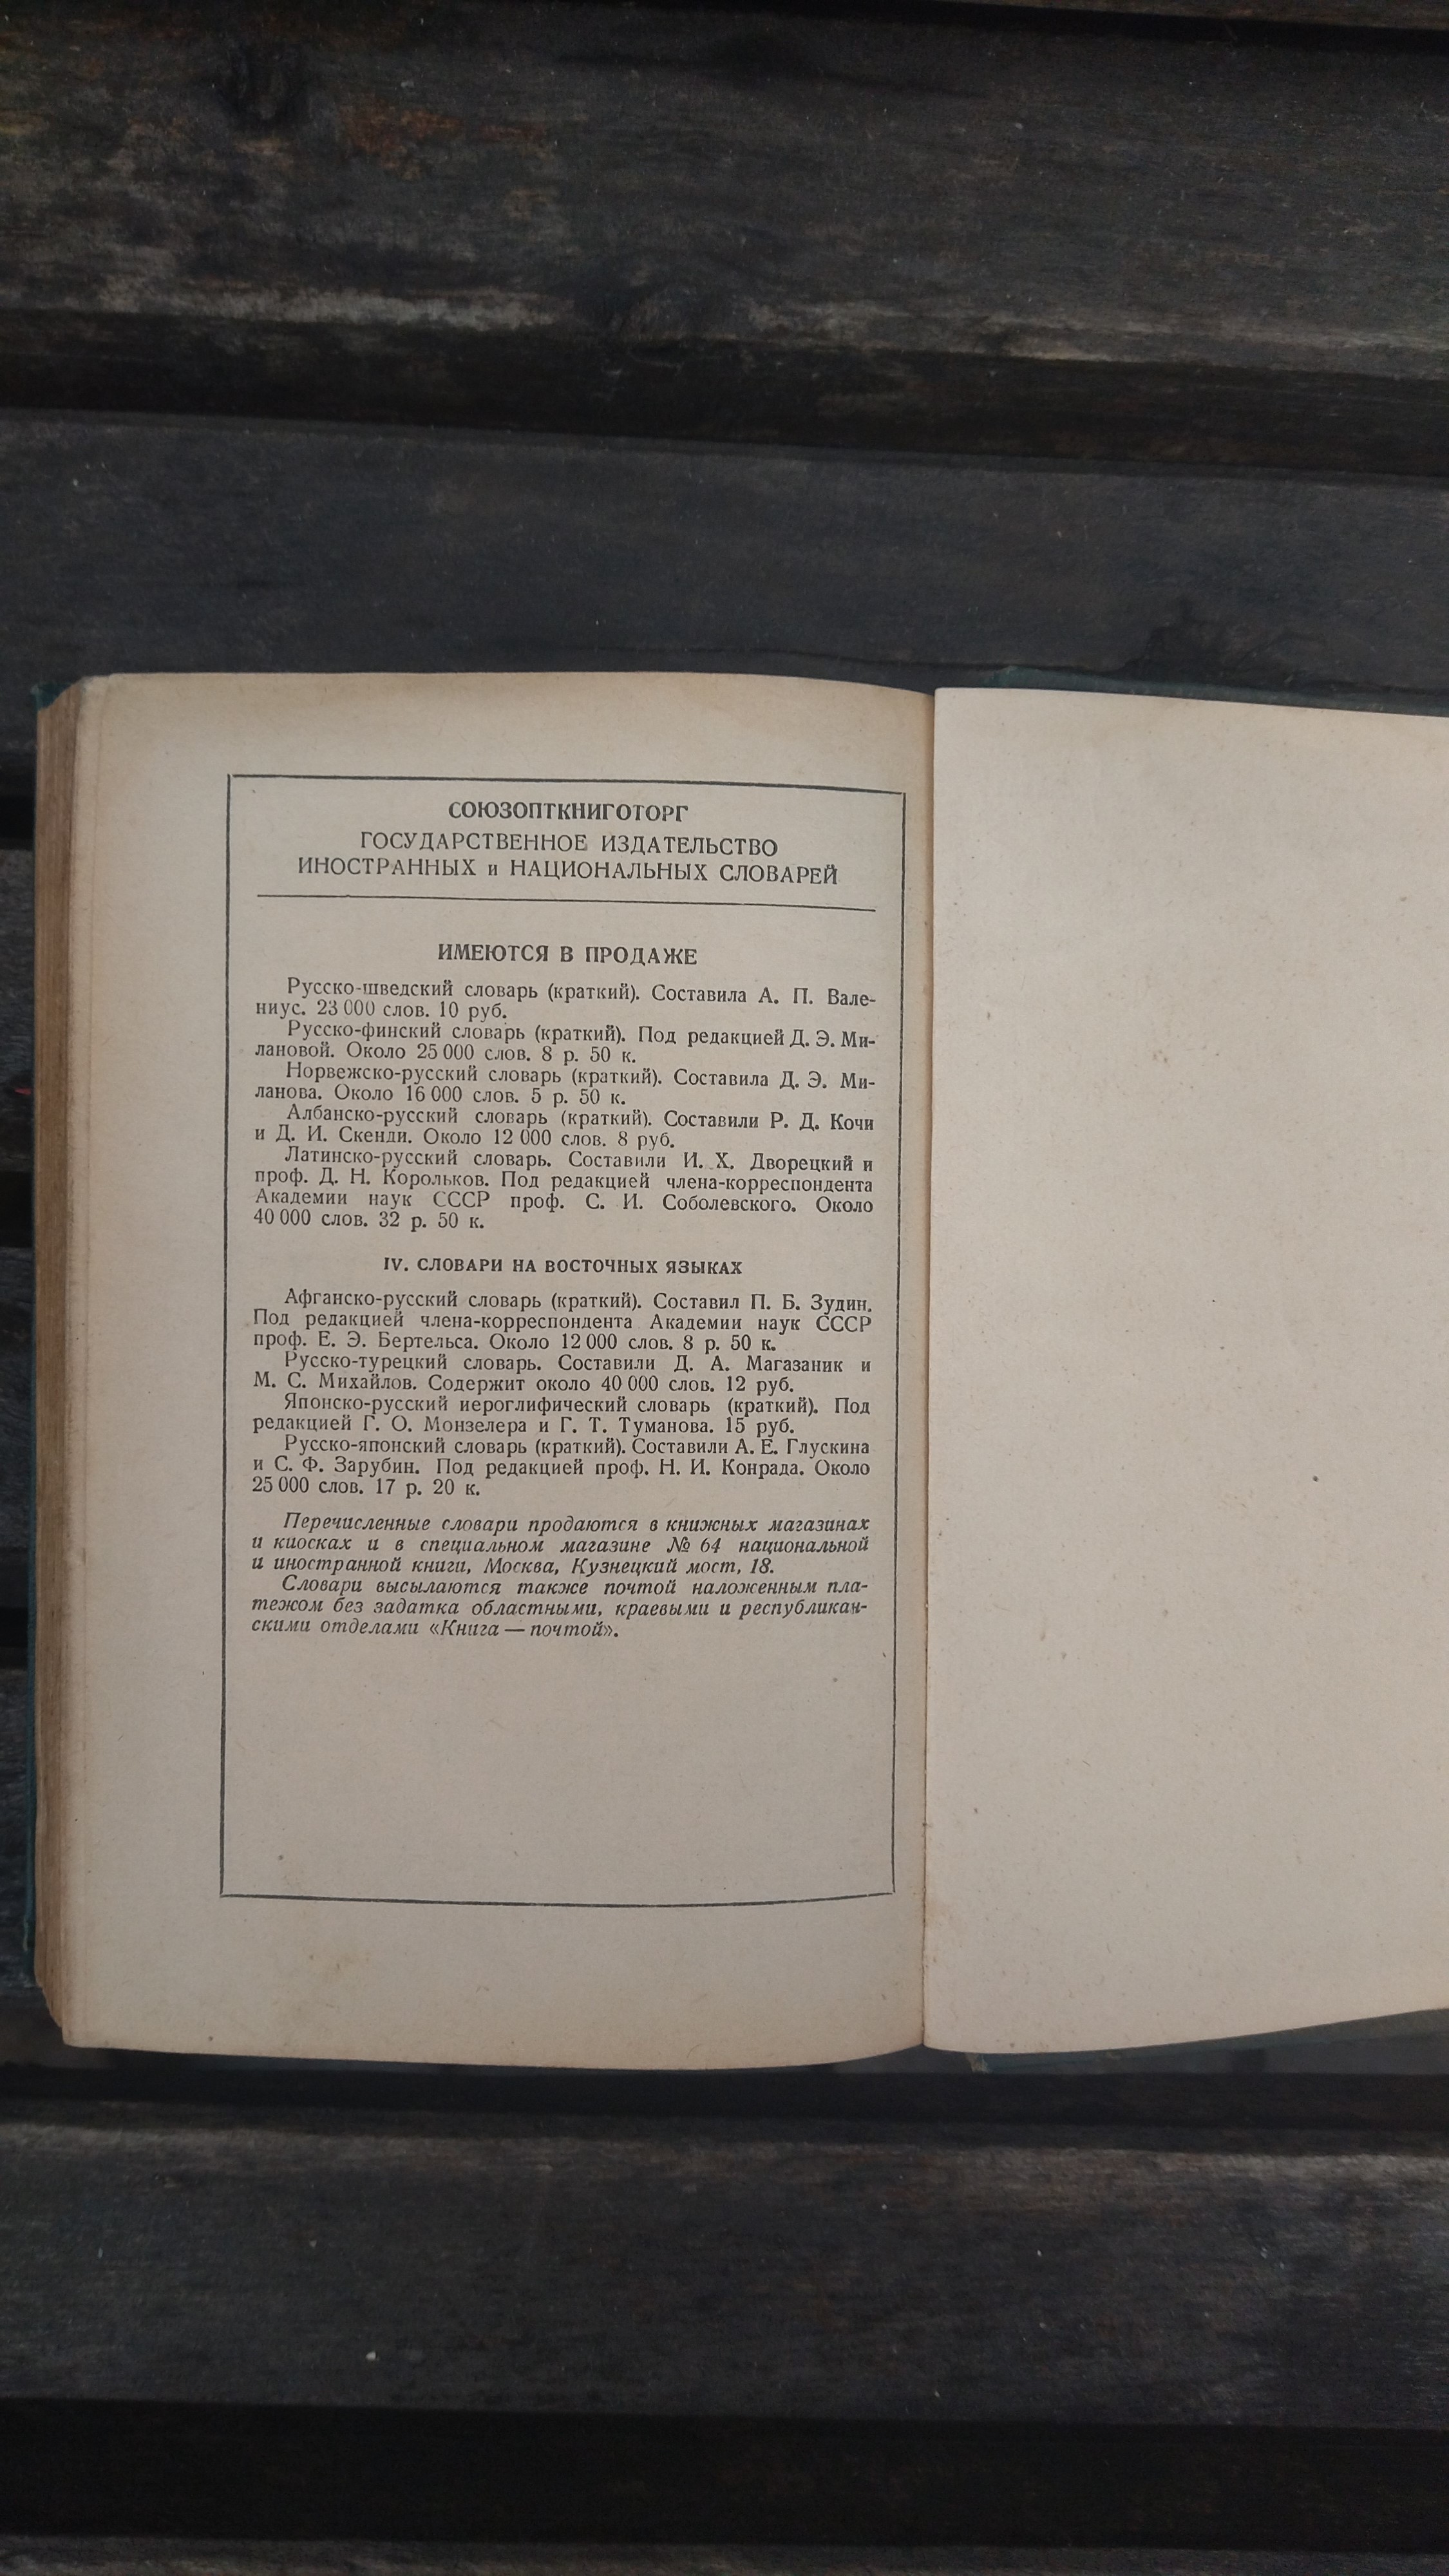 СОЮЗОПТКНИГОТОРГ
ГОСУДАРСТВЕННОЕ ИЗДАТЕЛЬСТВО
ИНОСТРАННЫХ и НАЦИОНАЛЬНЫХ СЛОВАРЕЙ
ИМЕЮТСЯ В ПРОДАЖЕ
Русско-шведский словарь (краткий). Составила А. П. Вале-
ниус. 23 000 слов. 10 руб.
Русско-финский словарь (краткий). Под редакцией Д. Э. Ми-
лановой. Около 25 000 слов. 8 р. 50 к.
Норвежско-русский словарь (краткий). Составила Д. Э. Ми-
ланова. Около 16 000 слов. 5 р. 50 к.
Албанско-русский словарь (краткий). Составили Р. Д. Кочи
и Д. И. Скенди. Около 12 000 слов. 8 руб.
Латинско-русский словарь. Составили И. Х. Дворецкий и
проф. Д. Н. Корольков. Под редакцией члена-корреспондента
Академии наук СССР проф. С. И. Соболевского. Около
40 000 слов. 32 р. 50 к.
IV. СЛОВАРИ НА ВОСТОЧНЫХ ЯЗЫКАХ
Афганско-русский словарь (краткий). Составил П. Б. Зудин.
Под редакцией члена-корреспондента Академии наук СССР
проф. Е. Э. Бертельса. Около 12 000 слов. 8 р. 50 к.
Русско-турецкий словарь. Составили Д. А. Магазаник и
М. С. Михайлов. Содержит около 40 000 слов. 12 руб.
Японско-русский иероглифический словарь (краткий). Под
редакцией Г. О. Монзелера и Г. Т. Туманова. 15 руб.
Русско-японский словарь (краткий). Составили А. Е. Глускина
и С. Ф. Зарубин. Под редакцией проф. Н. И. Конрада. Около
25 000 слов. 17 р. 20 к.
Перечисленные словари продаются в книжных магазинах
и киосках и в специальном магазине № 64 национальной
и иностранной книги, Москва, Кузнецкий мост, 18.
Словари высылаются также почтой наложенным пла-
тежом без задатка областными, краевыми и республикан-
скими отделами «Книга — почтой».